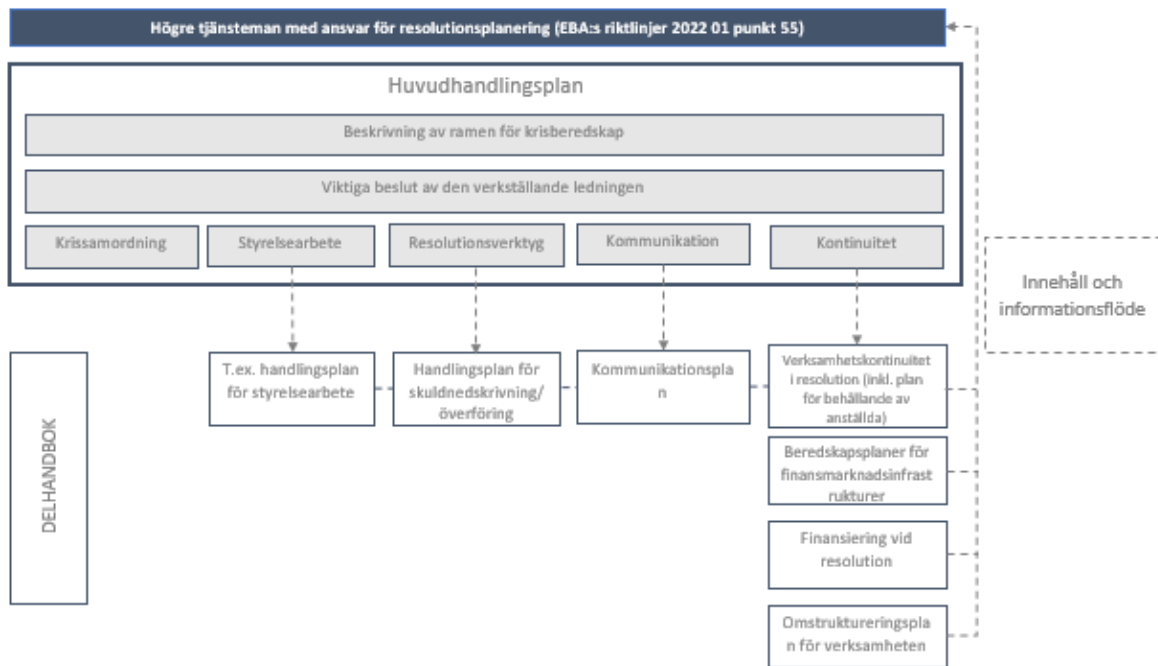 Högre tjänsteman med ansvar för resolutionsplanering (EBA:s riktlinjer 2022 01 punkt 55)
Huvudhandlingsplan
Beskrivning av ramen för krisberedskap
Viktiga beslut av den verkställande ledningen
Krissamordning
Styrelsearbete
Resolutionsverktyg
Kommunikation
Kontinuitet
Innehåll och
informationsflöde
DELHANDBOK
T.ex. handlingsplan
för styrelsearbete
Handlingsplan för
skuldnedskrivning/
överföring
Kommunikationspla
n
Verksamhetskontinuitet
i resolution (inkl. plan
för behållande av
anställda)
Beredskapsplaner för
finansmarknadsinfrast
rukturer
Finansiering vid
resolution
Omstruktureringspla
n för verksamheten